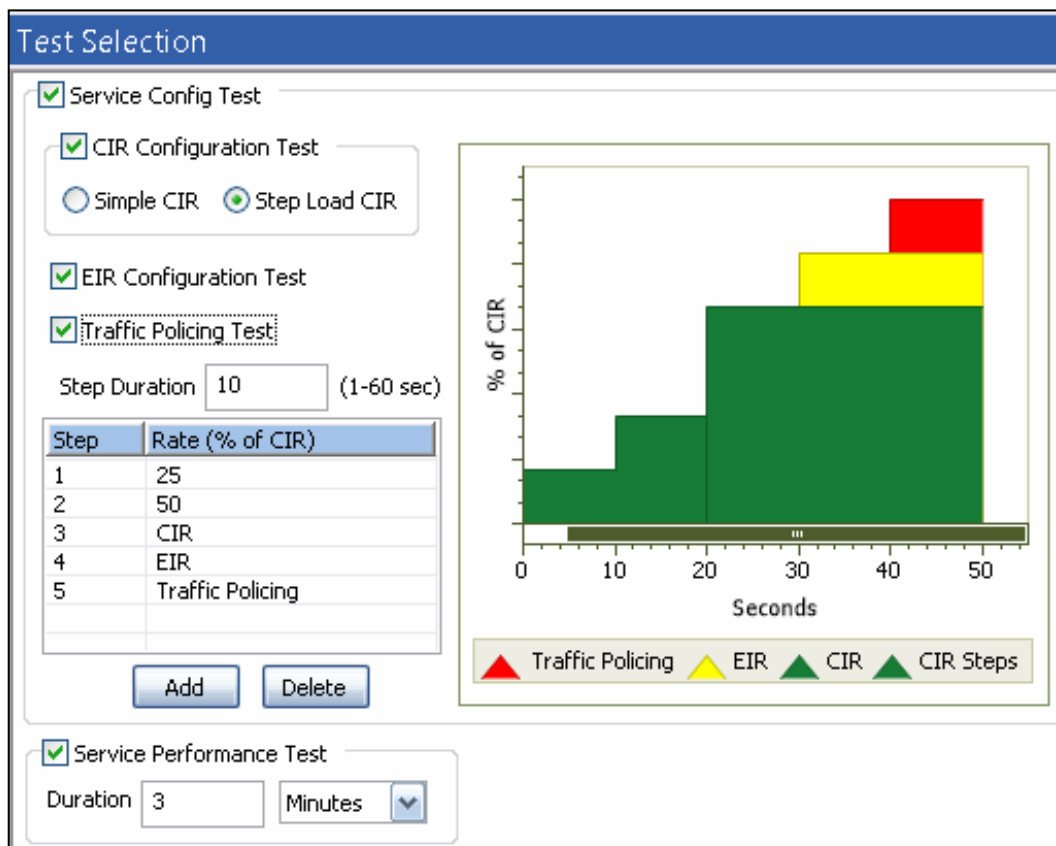 Test Selection
Service Config Test
CIR Configuration Test
Simple CIR Step Load CIR
EIR Configuration Test
Traffic Policing Test
Step Duration 10 (1-60 sec)
Step Rate (% of CIR)
1 25
2 50
3 CIR
4 EIR
5 Traffic Policing
Add Delete
% of CIR
0 10 20 30 40 50
Seconds
Traffic Policing EIR CIR CIR Steps
Service Performance Test
Duration 3 Minutes